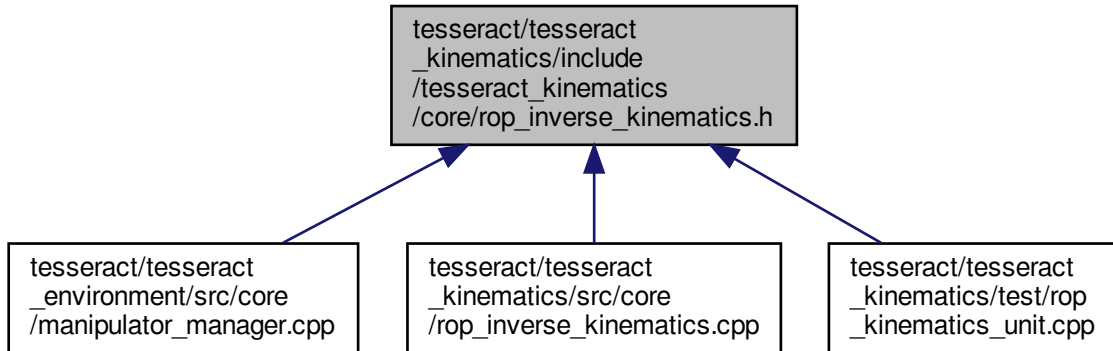 tesseract/tesseract
_kinematics/include
/tesseract_kinematics
/core/rop_inverse_kinematics.h
tesseract/tesseract
_environment/src/core
/manipulator_manager.cpp
tesseract/tesseract
_kinematics/src/core
/rop_inverse_kinematics.cpp
tesseract/tesseract
_kinematics/test/rop
_kinematics_unit.cpp